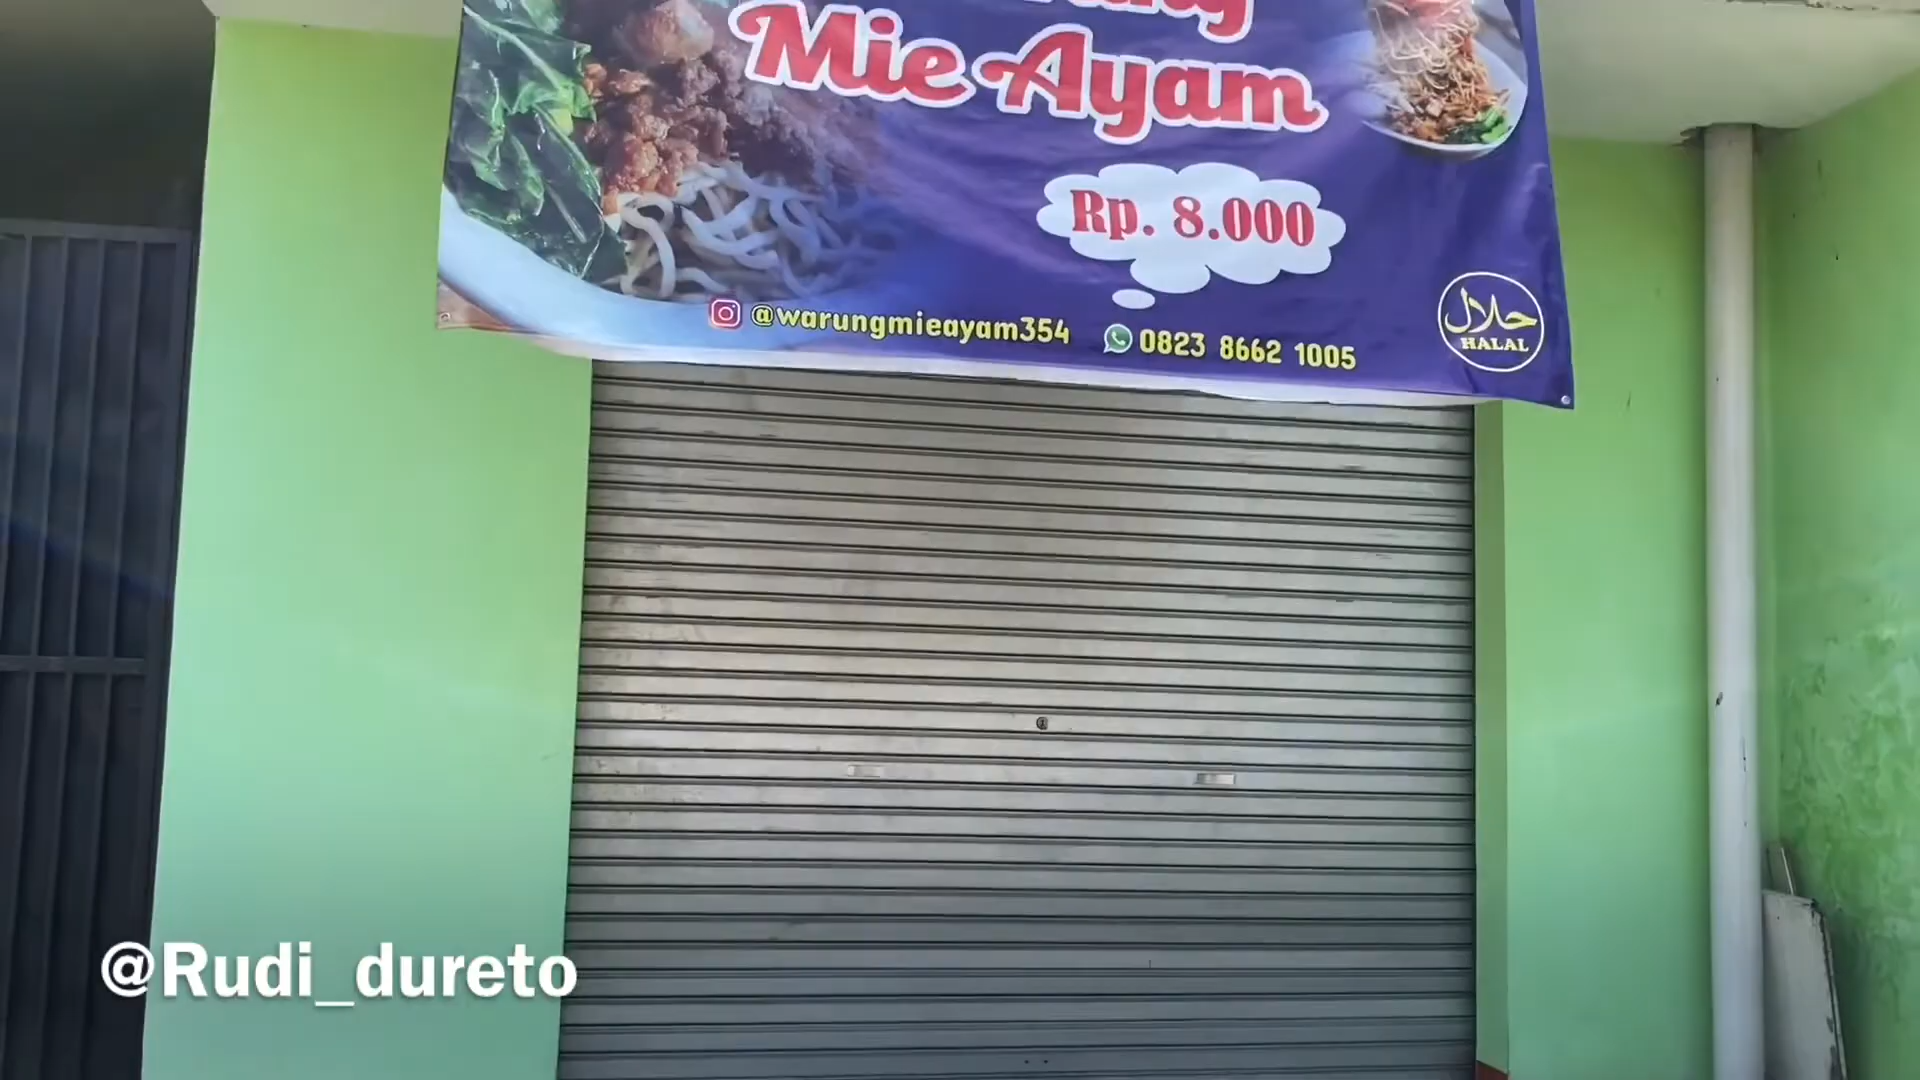 Mie Ayam
Rp. 8.000
@warungmieayam354
0823 8662 1005
حلال
HALAL
@Rudi_dureto